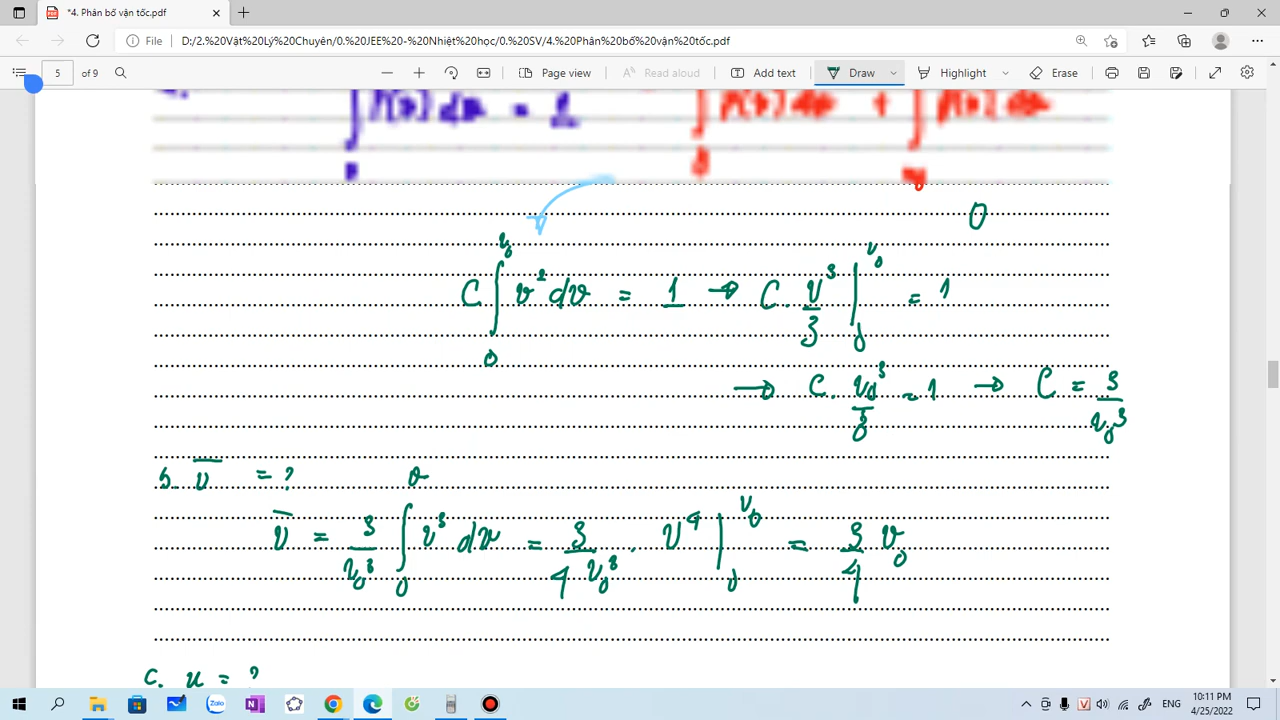 *4. Phân bố vận tốc.pdf
File D:/2.%20Vật%20Lý%20Chuyên/0.%20JEE%20-%20Nhiệt%20học/0.%20SV/4.%20Phân%20bố%20vận%20tốc.pdf
5 of 9 Page view Read aloud Add text Draw Highlight Erase
0
C ∫₀^{v₀} v² dv = 1 → C. v³/3 |₀^{v₀} = 1
→ C. v₀³/3 = 1 → C = 3/v₀³
b. v̄ = ?
v̄ = 3/v₀³ ∫₀^{v} v³ dv = 3/(4v₀³) . v⁴ |₀^{v₀} = 3/4 v₀
c. u = ?
Zalo N V ENG 10:11 PM
4/25/2022